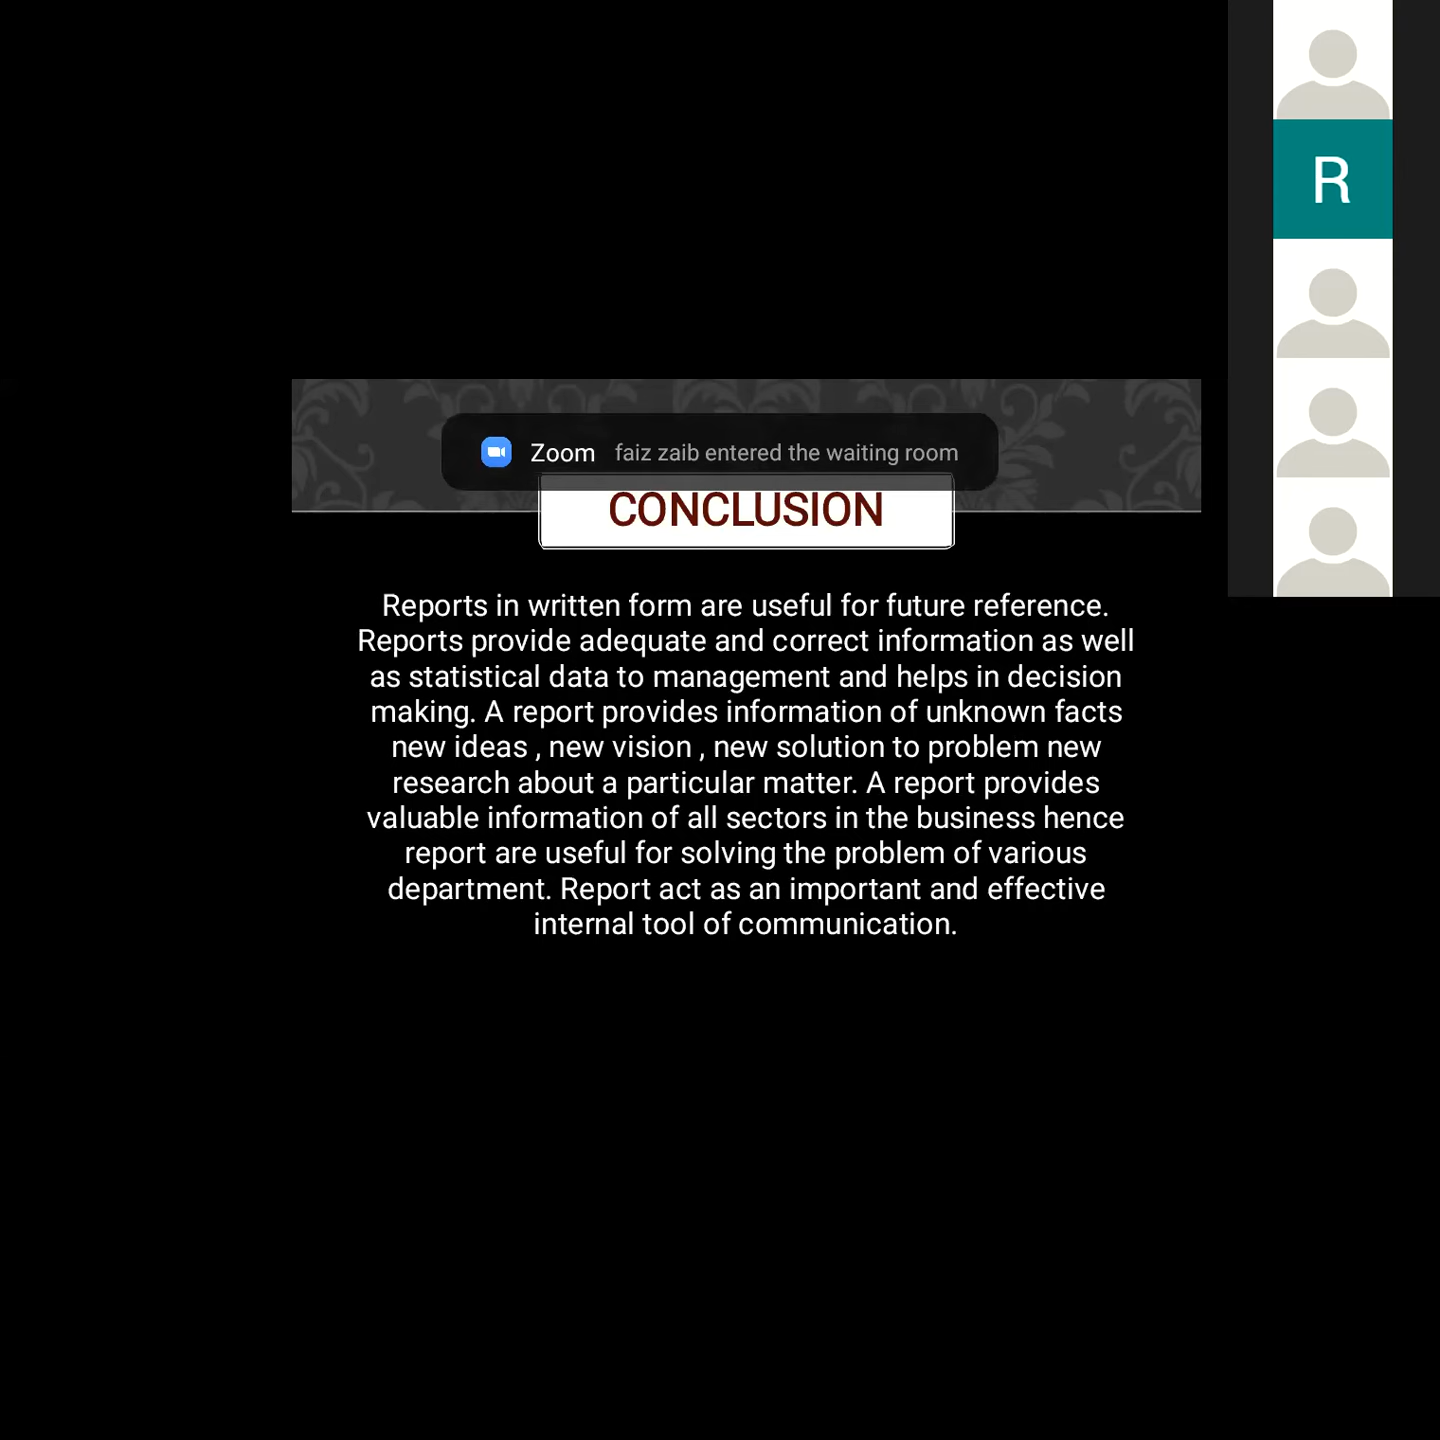 R
Zoom faiz zaib entered the waiting room
CONCLUSION
Reports in written form are useful for future reference.
Reports provide adequate and correct information as well
as statistical data to management and helps in decision
making. A report provides information of unknown facts
new ideas , new vision , new solution to problem new
research about a particular matter. A report provides
valuable information of all sectors in the business hence
report are useful for solving the problem of various
department. Report act as an important and effective
internal tool of communication.